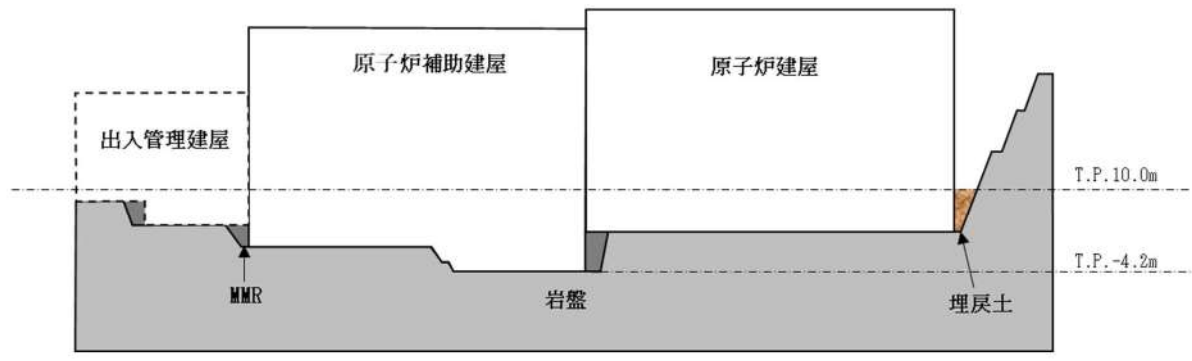 原子炉補助建屋
原子炉建屋
出入管理建屋
T.P.10.0m
T.P.-4.2m
MMR
岩盤
埋戻土